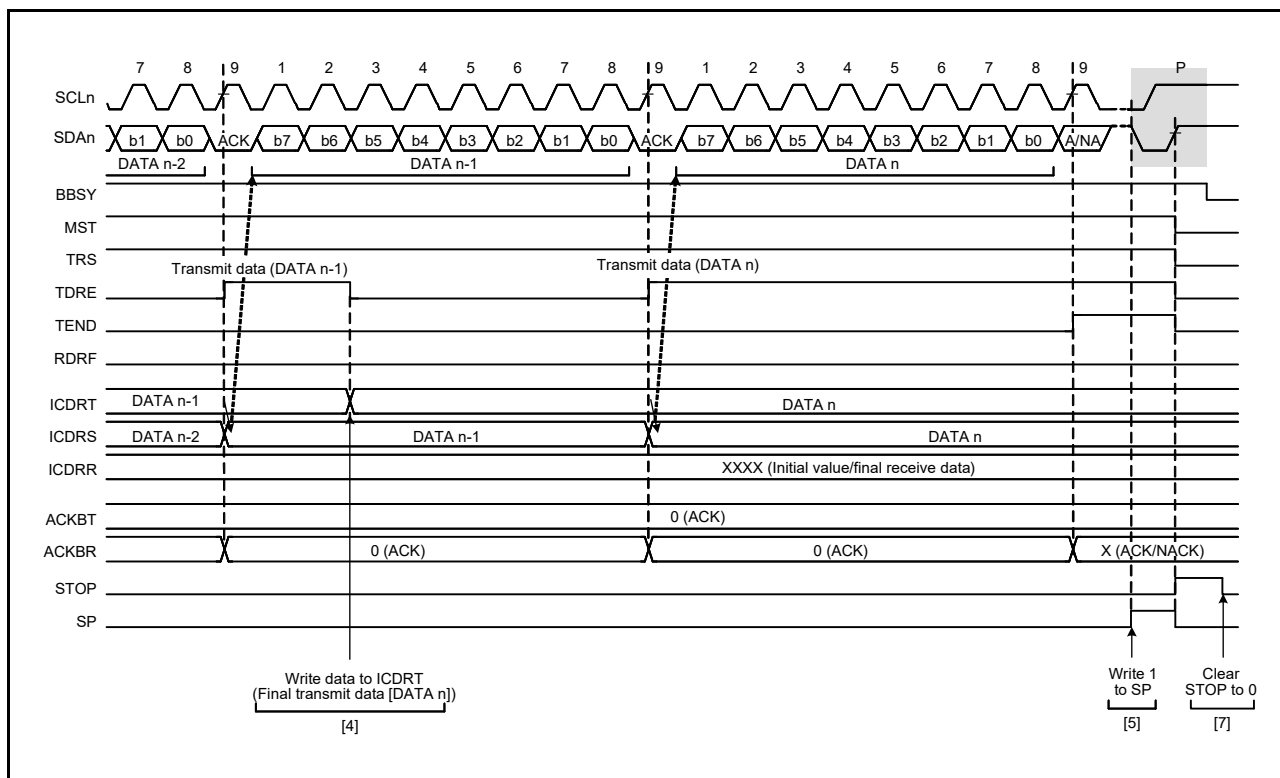 7 8 9 1 2 3 4 5 6 7 8 9 1 2 3 4 5 6 7 8 9 P
SCLn
SDAn b1 b0 ACK b7 b6 b5 b4 b3 b2 b1 b0 ACK b7 b6 b5 b4 b3 b2 b1 b0 A/NA
DATA n-2 DATA n-1 DATA n
BBSY
MST
TRS
Transmit data (DATA n-1) Transmit data (DATA n)
TDRE
TEND
RDRF
ICDRT DATA n-1 DATA n
ICDRS DATA n-2 DATA n-1 DATA n
ICDRR XXXX (Initial value/final receive data)
ACKBT 0 (ACK)
ACKBR 0 (ACK) 0 (ACK) X (ACK/NACK)
STOP
SP
Write data to ICDRT
(Final transmit data [DATA n])
[4]
Write 1
to SP
[5]
Clear
STOP to 0
[7]